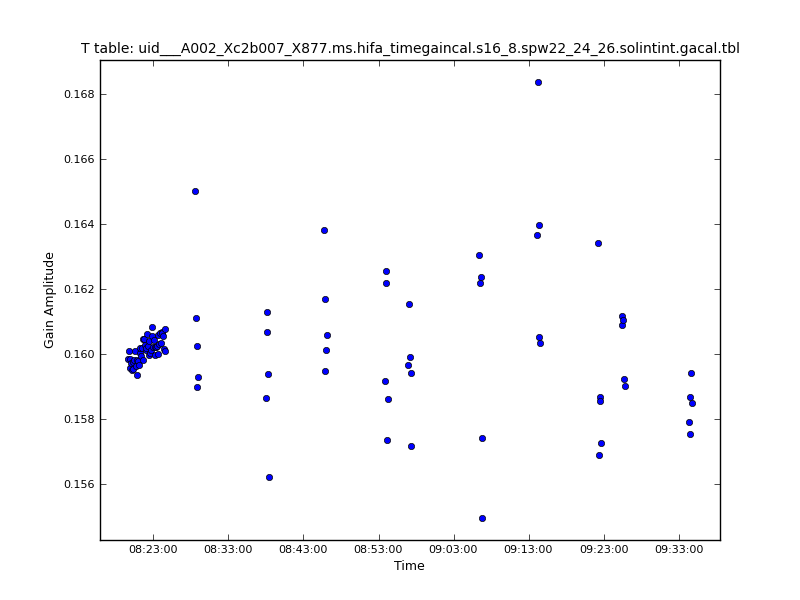 T table: uid___A002_Xc2b007_X877.ms.hifa_timegaincal.s16_8.spw22_24_26.solintint.gacal.tbl
0.168
0.166
0.164
0.162
0.160
0.158
0.156
Gain Amplitude
08:23:00 08:33:00 08:43:00 08:53:00 09:03:00 09:13:00 09:23:00 09:33:00
Time